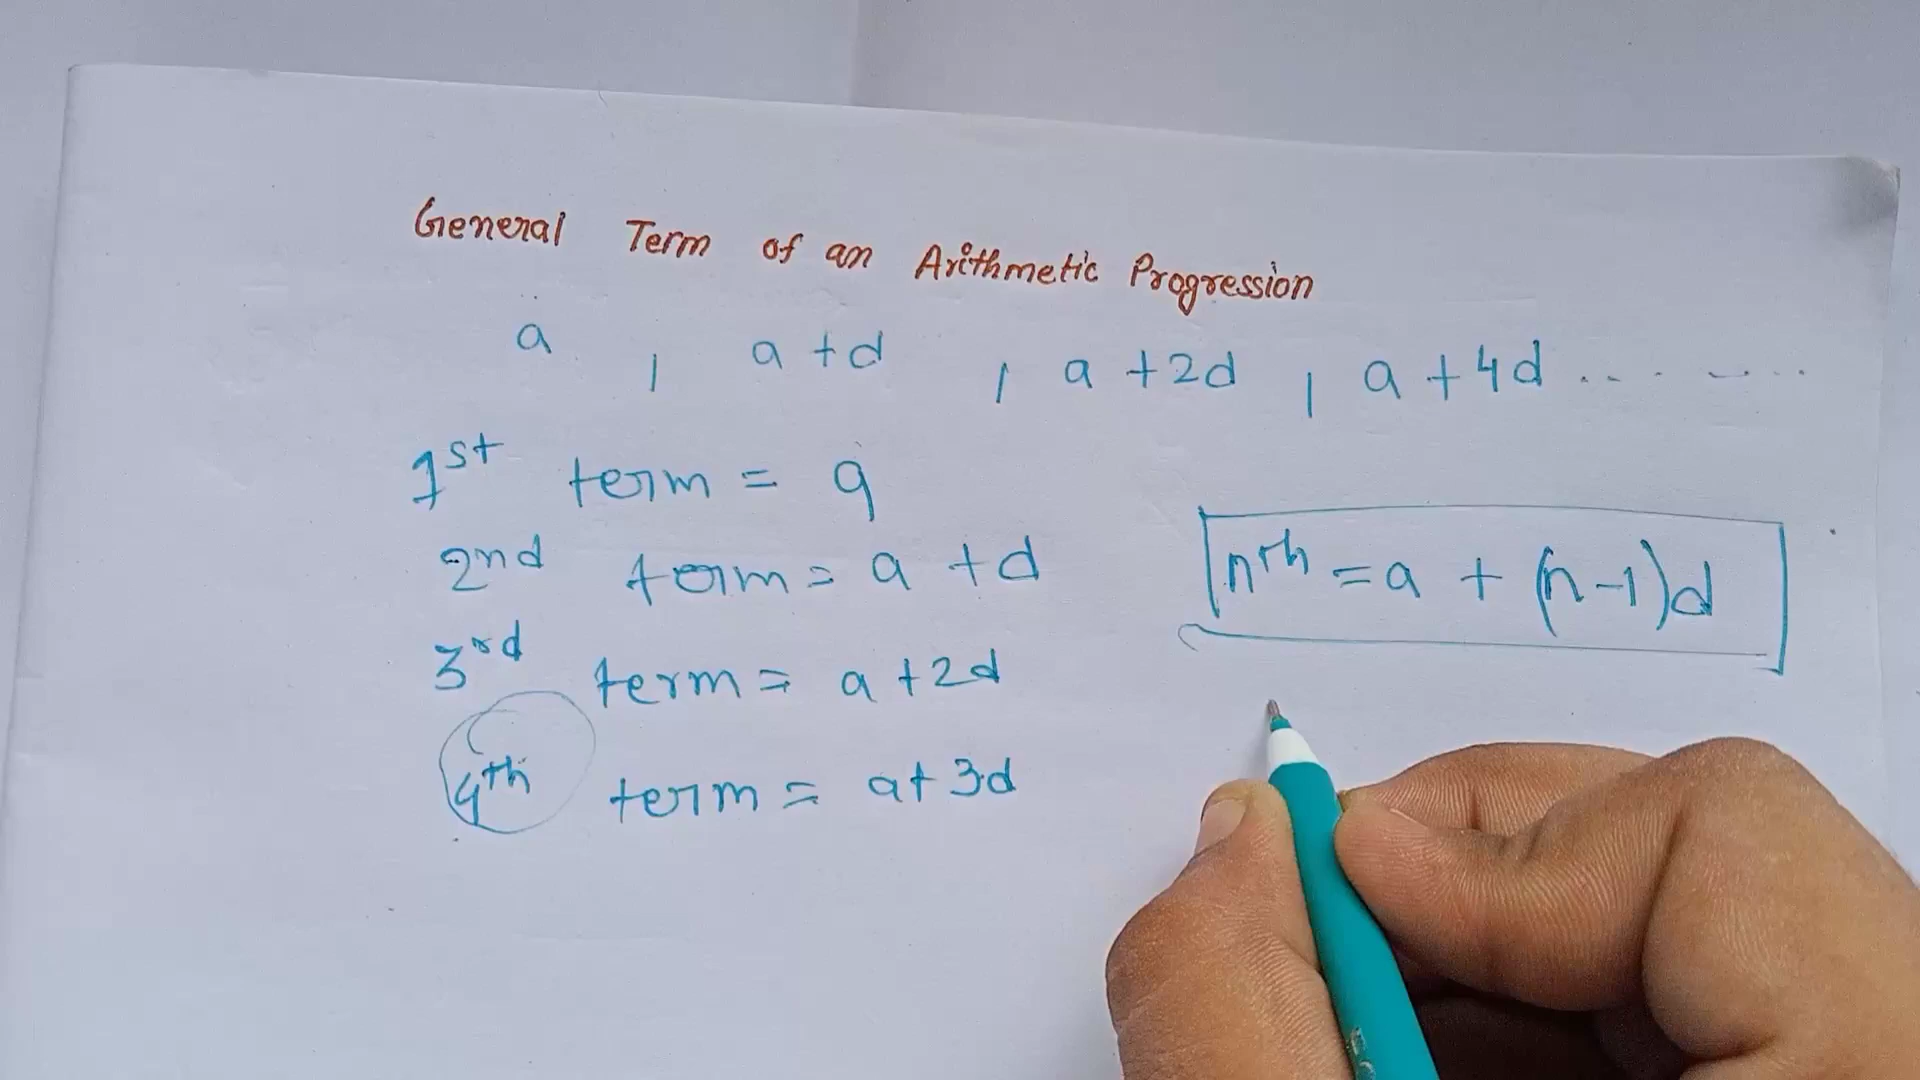 General Term of an Arithmetic Progression
a , a+d , a+2d , a+4d .... ....
1st term = a
2nd term = a+d
nth = a + (n-1)d
3rd term = a+2d
4th term = a+3d